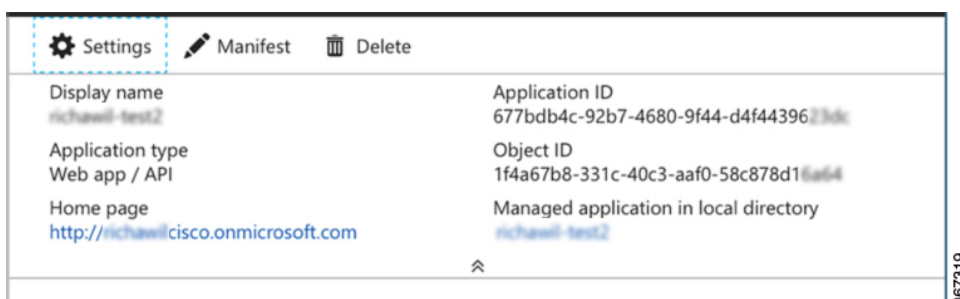 Settings Manifest Delete
Display name
Application ID
677bdb4c-92b7-4680-9f44-d4f44396
Application type
Web app / API
Object ID
1f4a67b8-331c-40c3-aaf0-58c878d1
Home page
http:// cisco.onmicrosoft.com
Managed application in local directory